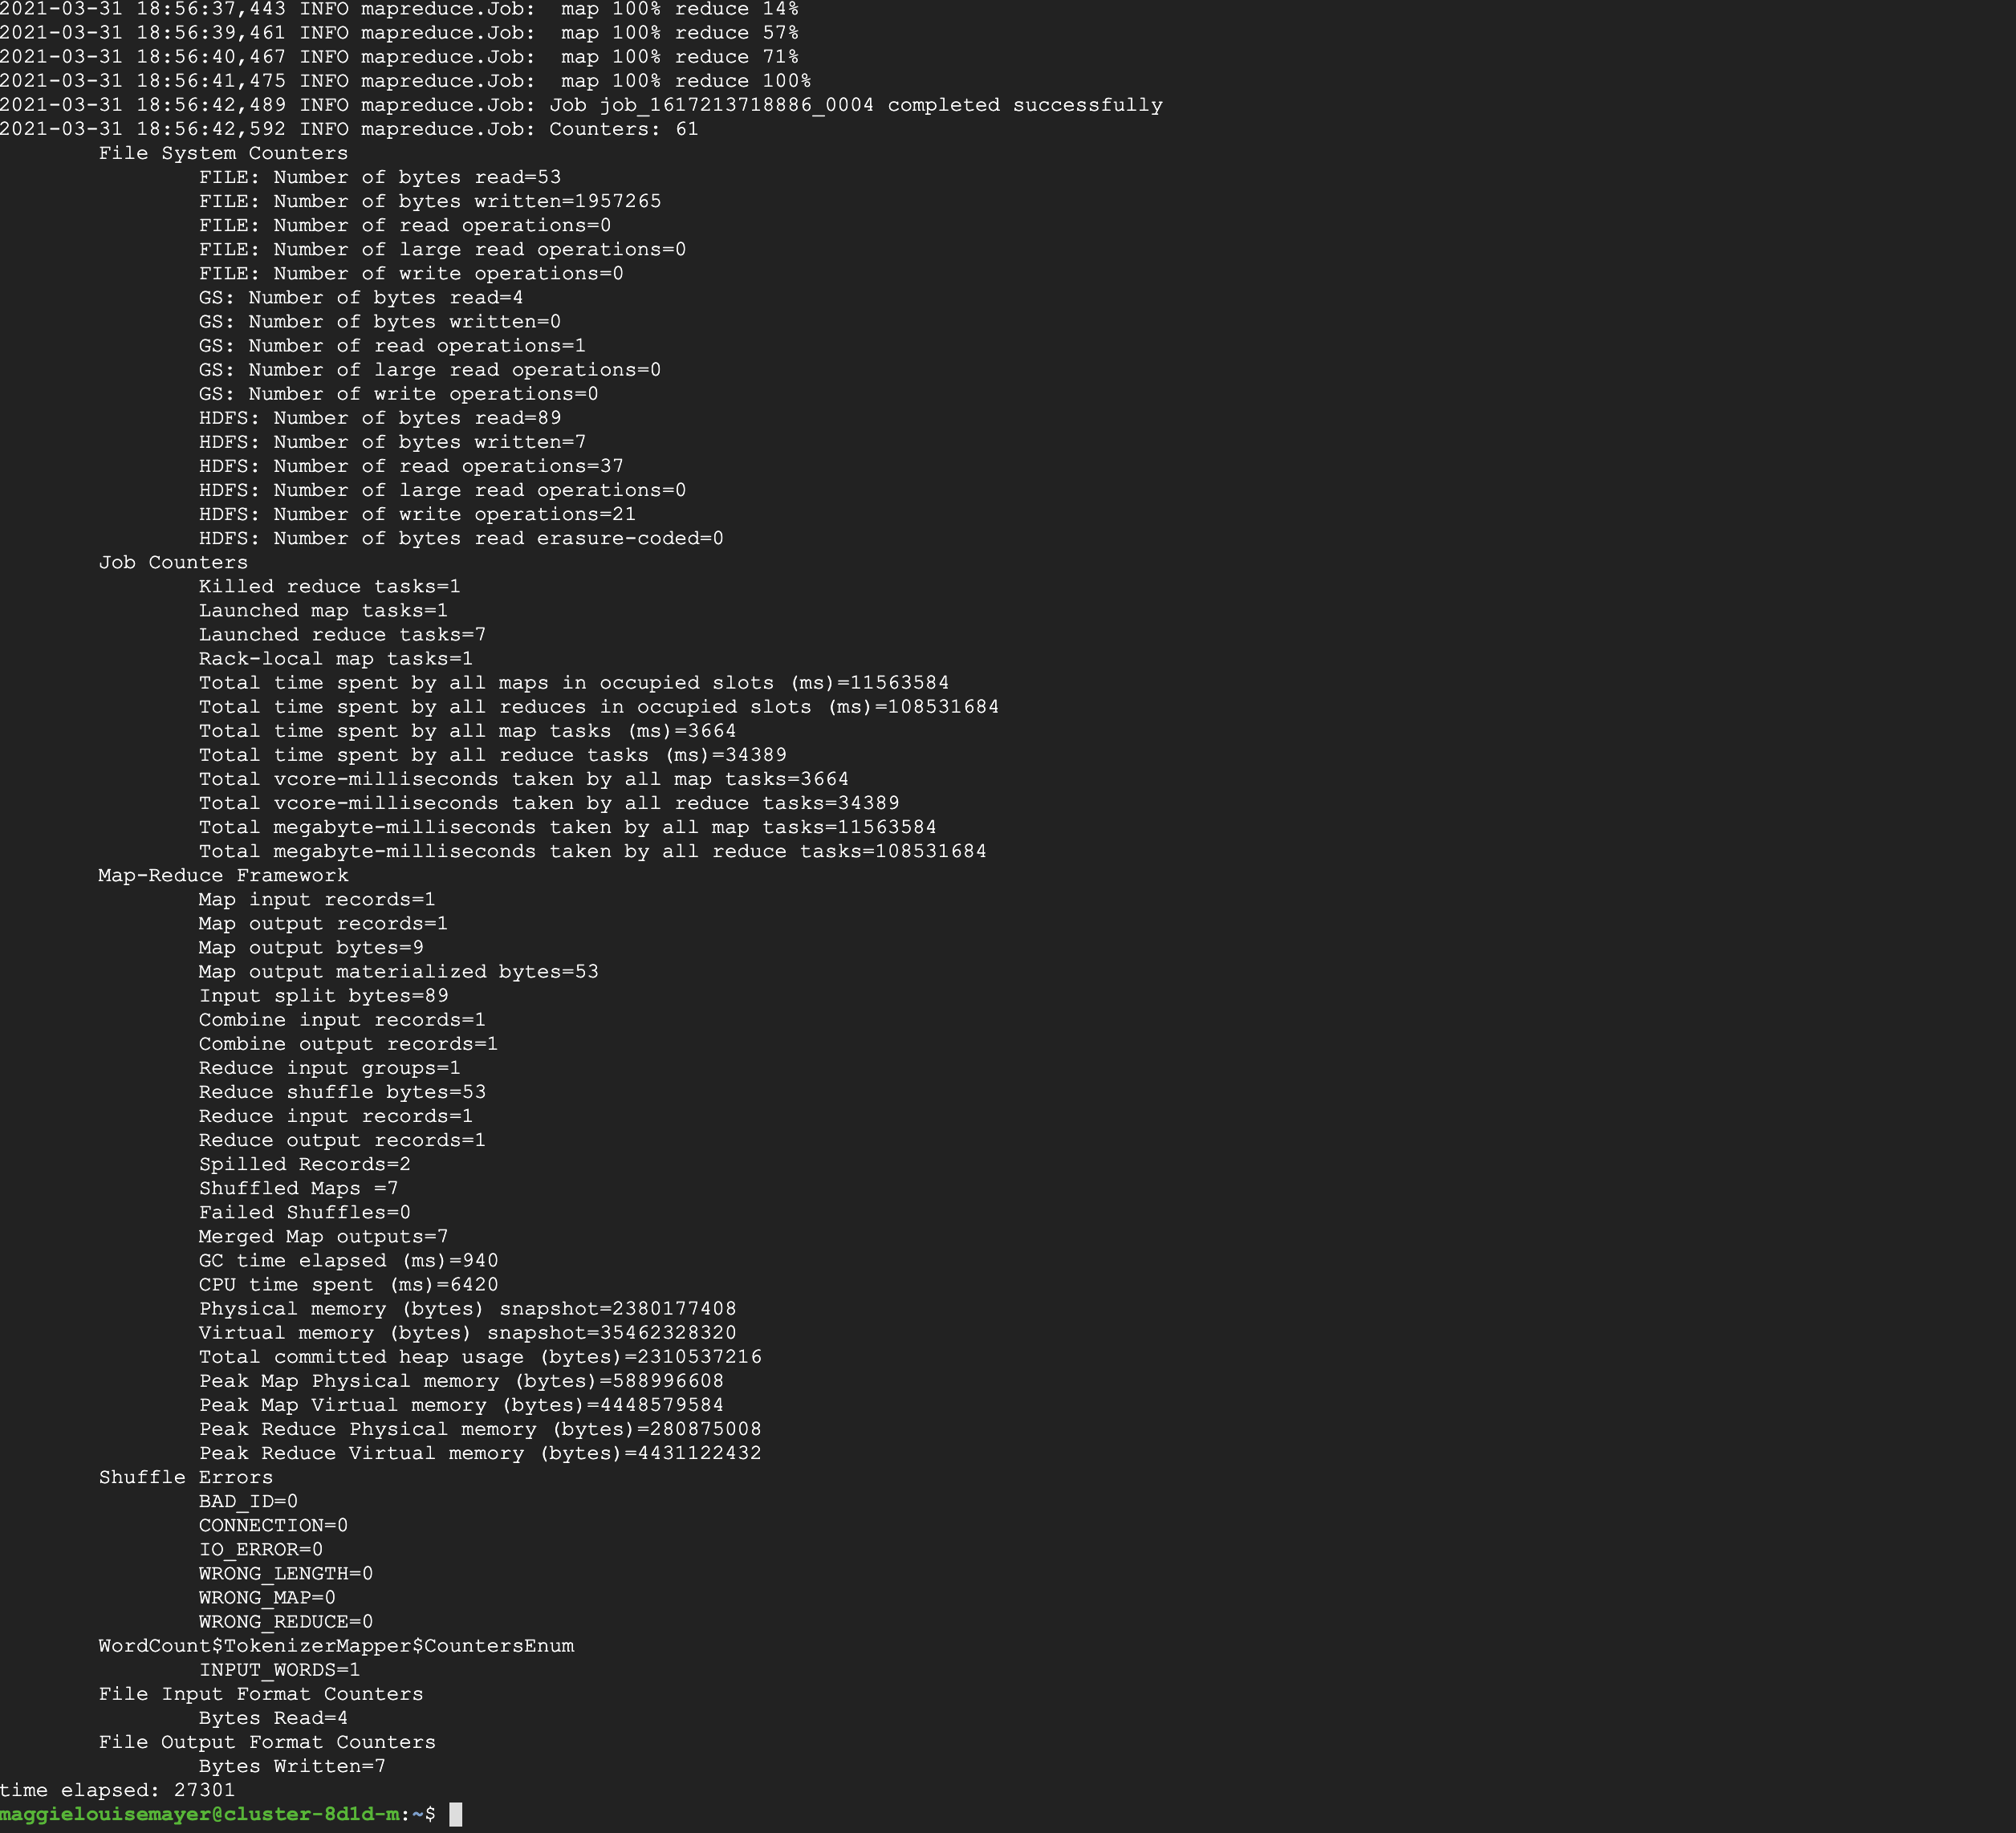 2021-03-31 18:56:37,443 INFO mapreduce.Job:  map 100% reduce 14%
2021-03-31 18:56:39,461 INFO mapreduce.Job:  map 100% reduce 57%
2021-03-31 18:56:40,467 INFO mapreduce.Job:  map 100% reduce 71%
2021-03-31 18:56:41,475 INFO mapreduce.Job:  map 100% reduce 100%
2021-03-31 18:56:42,489 INFO mapreduce.Job: Job job_1617213718886_0004 completed successfully
2021-03-31 18:56:42,592 INFO mapreduce.Job: Counters: 61
File System Counters
FILE: Number of bytes read=53
FILE: Number of bytes written=1957265
FILE: Number of read operations=0
FILE: Number of large read operations=0
FILE: Number of write operations=0
GS: Number of bytes read=4
GS: Number of bytes written=0
GS: Number of read operations=1
GS: Number of large read operations=0
GS: Number of write operations=0
HDFS: Number of bytes read=89
HDFS: Number of bytes written=7
HDFS: Number of read operations=37
HDFS: Number of large read operations=0
HDFS: Number of write operations=21
HDFS: Number of bytes read erasure-coded=0
Job Counters
Killed reduce tasks=1
Launched map tasks=1
Launched reduce tasks=7
Rack-local map tasks=1
Total time spent by all maps in occupied slots (ms)=11563584
Total time spent by all reduces in occupied slots (ms)=108531684
Total time spent by all map tasks (ms)=3664
Total time spent by all reduce tasks (ms)=34389
Total vcore-milliseconds taken by all map tasks=3664
Total vcore-milliseconds taken by all reduce tasks=34389
Total megabyte-milliseconds taken by all map tasks=11563584
Total megabyte-milliseconds taken by all reduce tasks=108531684
Map-Reduce Framework
Map input records=1
Map output records=1
Map output bytes=9
Map output materialized bytes=53
Input split bytes=89
Combine input records=1
Combine output records=1
Reduce input groups=1
Reduce shuffle bytes=53
Reduce input records=1
Reduce output records=1
Spilled Records=2
Shuffled Maps =7
Failed Shuffles=0
Merged Map outputs=7
GC time elapsed (ms)=940
CPU time spent (ms)=6420
Physical memory (bytes) snapshot=2380177408
Virtual memory (bytes) snapshot=35462328320
Total committed heap usage (bytes)=2310537216
Peak Map Physical memory (bytes)=588996608
Peak Map Virtual memory (bytes)=4448579584
Peak Reduce Physical memory (bytes)=280875008
Peak Reduce Virtual memory (bytes)=4431122432
Shuffle Errors
BAD_ID=0
CONNECTION=0
IO_ERROR=0
WRONG_LENGTH=0
WRONG_MAP=0
WRONG_REDUCE=0
WordCount$TokenizerMapper$CountersEnum
INPUT_WORDS=1
File Input Format Counters
Bytes Read=4
File Output Format Counters
Bytes Written=7
time elapsed: 27301
maggielouisemayer@cluster-8d1d-m:~$